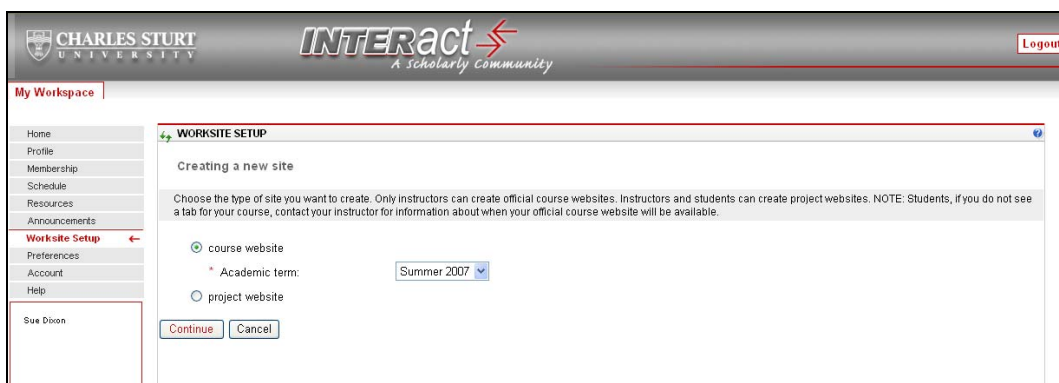 CHARLES STURT
UNIVERSITY
INTERact
A Scholarly Community
Logout
My Workspace
Home
Profile
Membership
Schedule
Resources
Announcements
Worksite Setup
Preferences
Account
Help
Sue Dixon
WORKSITE SETUP
?
Creating a new site
Choose the type of site you want to create. Only instructors can create official course websites. Instructors and students can create project websites. NOTE: Students, if you do not see
a tab for your course, contact your instructor for information about when your official course website will be available.
course website
* Academic term: Summer 2007
project website
Continue Cancel